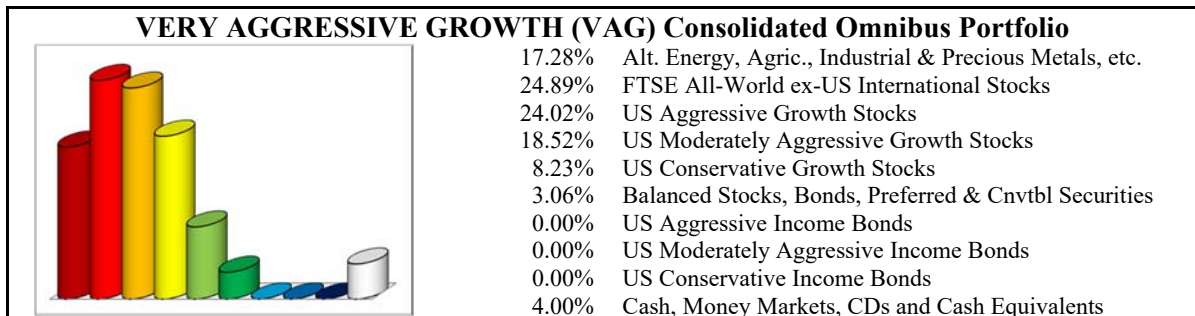 VERY AGGRESSIVE GROWTH (VAG) Consolidated Omnibus Portfolio
17.28% Alt. Energy, Agric., Industrial & Precious Metals, etc.
24.89% FTSE All-World ex-US International Stocks
24.02% US Aggressive Growth Stocks
18.52% US Moderately Aggressive Growth Stocks
8.23% US Conservative Growth Stocks
3.06% Balanced Stocks, Bonds, Preferred & Cnvtbl Securities
0.00% US Aggressive Income Bonds
0.00% US Moderately Aggressive Income Bonds
0.00% US Conservative Income Bonds
4.00% Cash, Money Markets, CDs and Cash Equivalents